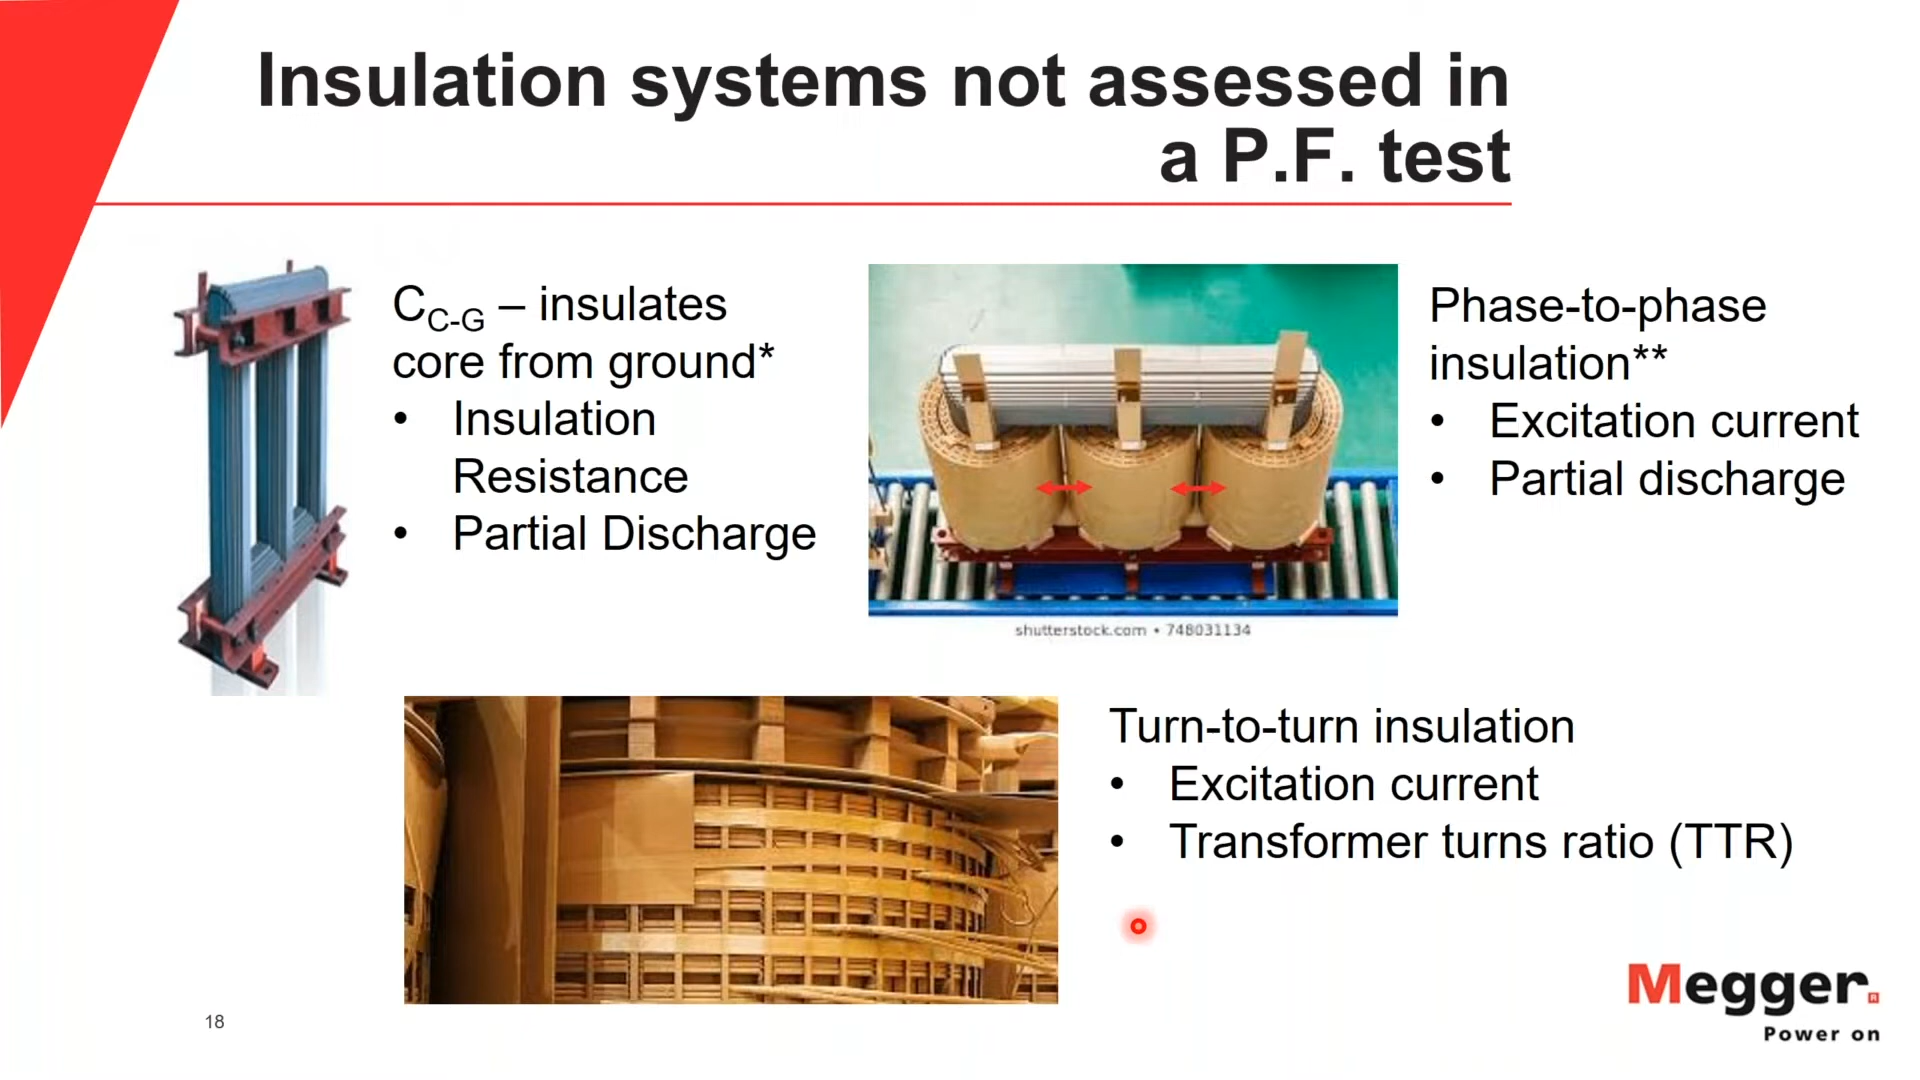 Insulation systems not assessed in
a P.F. test
C_C-G – insulates
core from ground*
• Insulation
Resistance
• Partial Discharge
Phase-to-phase
insulation**
• Excitation current
• Partial discharge
shutterstock.com • 748031134
Turn-to-turn insulation
• Excitation current
• Transformer turns ratio (TTR)
Megger®
Power on
18